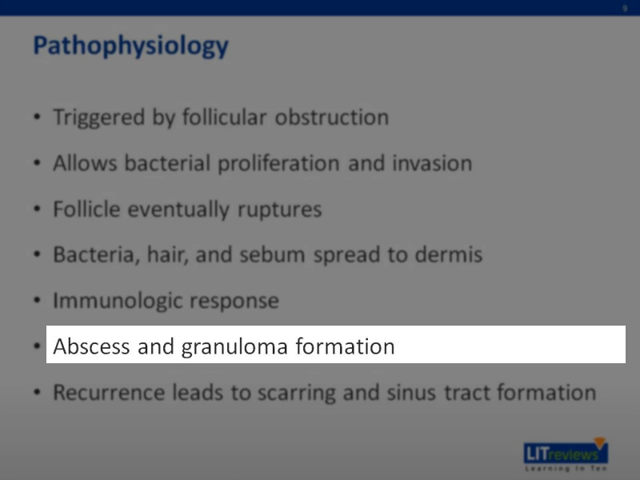 9
Pathophysiology
• Triggered by follicular obstruction
• Allows bacterial proliferation and invasion
• Follicle eventually ruptures
• Bacteria, hair, and sebum spread to dermis
• Immunologic response
• Abscess and granuloma formation
• Recurrence leads to scarring and sinus tract formation
LITreviews
Learning In Ten